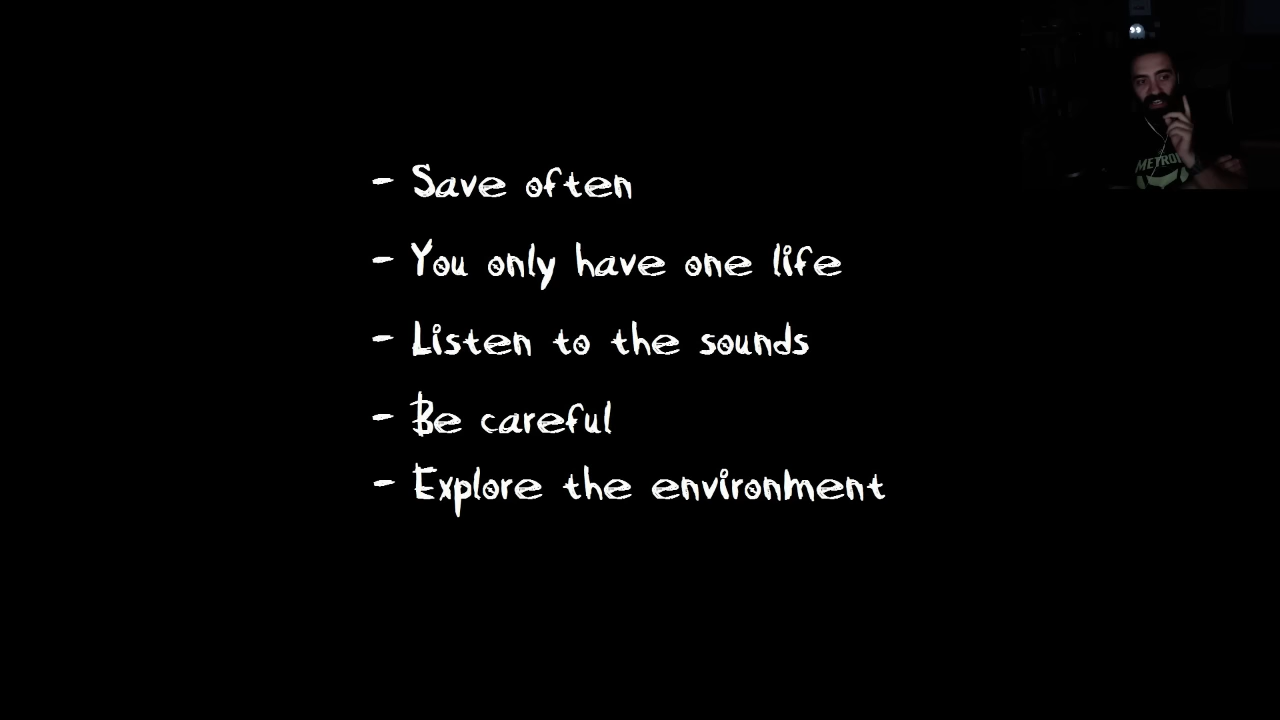 - Save often
- You only have one life
- Listen to the sounds
- Be careful
- Explore the environment